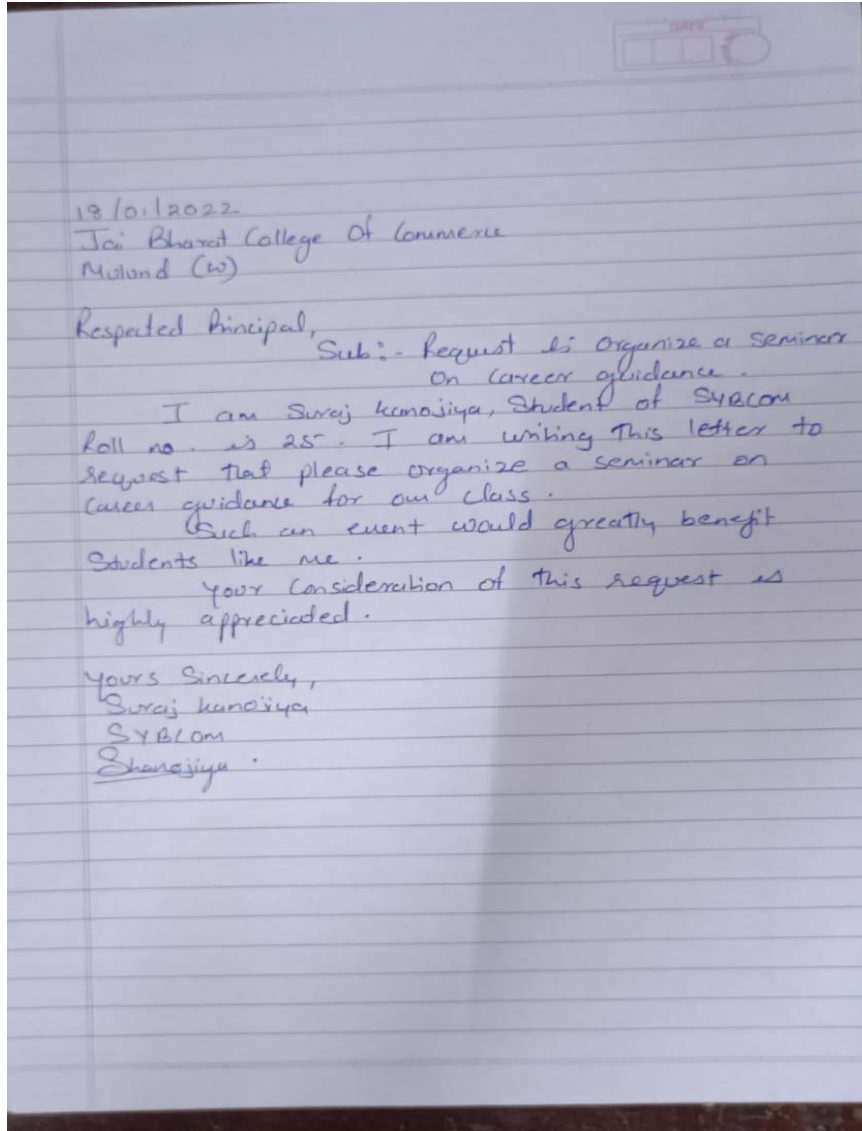 DATE
18/01/2022
Jai Bharat College Of Commerce
Mulund (W)
Respected Principal,
Sub:- Request to Organize a Seminar
On Career guidance.
I am Suraj kanojiya, Student of SYBCOM
Roll no. is 25. I am writing This letter to
request that please organize a seminar on
Career guidance for our class.
Such an event would greatly benefit
Students like me.
Your Consideration of this request is
highly appreciated.
Yours Sincerely,
Suraj kanojiya
SYBCOM
Skanojiya.